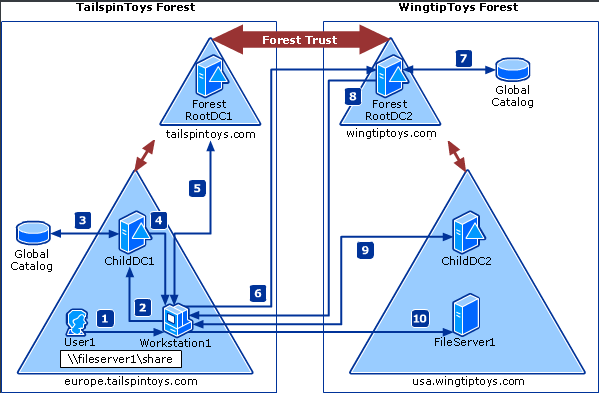 TailspinToys Forest
WingtipToys Forest
Forest Trust
Forest
RootDC1
tailspintoys.com
Forest
RootDC2
wingtiptoys.com
7
8
Global
Catalog
5
3
4
Global
Catalog
ChildDC1
9
ChildDC2
6
1
2
10
User1
Workstation1
FileServer1
\\fileserver1\share
europe.tailspintoys.com
usa.wingtiptoys.com